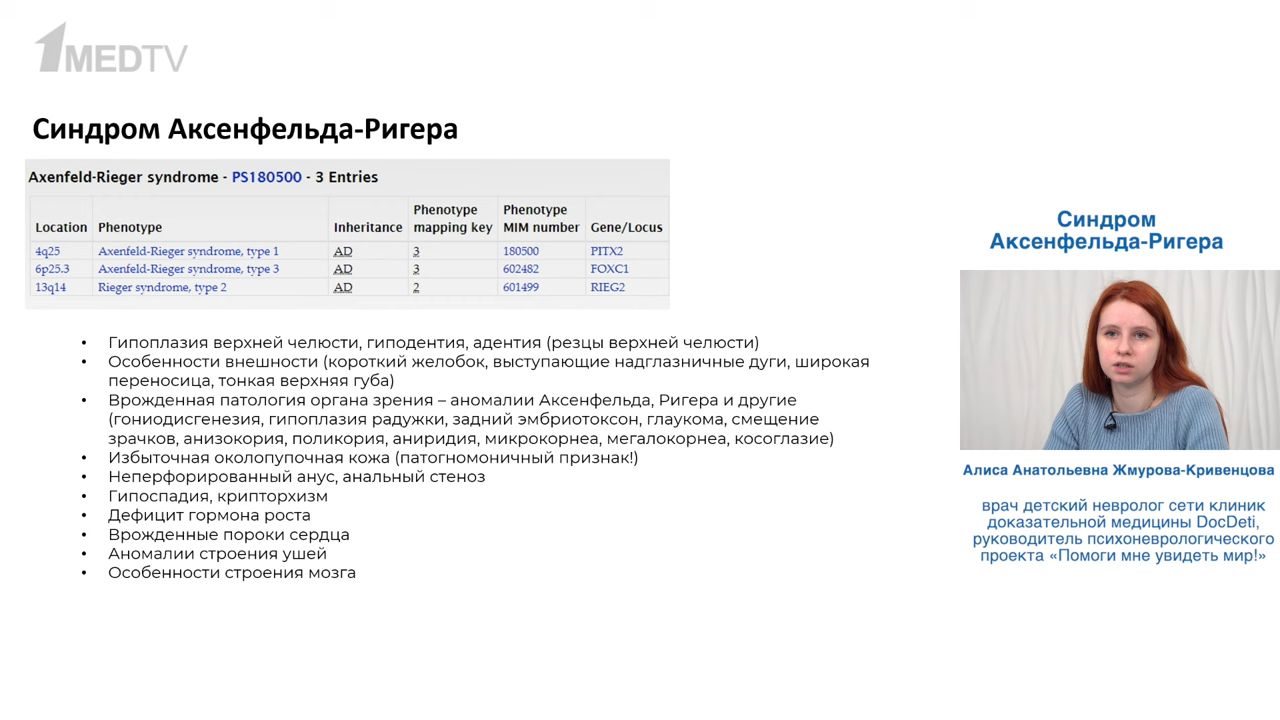 1MEDTV
Синдром Аксенфельда-Ригера
Axenfeld-Rieger syndrome - PS180500 - 3 Entries
Location Phenotype Inheritance Phenotype mapping key Phenotype MIM number Gene/Locus
4q25 Axenfeld-Rieger syndrome, type 1 AD 3 180500 PITX2
6p25.3 Axenfeld-Rieger syndrome, type 3 AD 3 602482 FOXC1
13q14 Rieger syndrome, type 2 AD 2 601499 RIEG2
• Гипоплазия верхней челюсти, гиподентия, адентия (резцы верхней челюсти)
• Особенности внешности (короткий желобок, выступающие надглазничные дуги, широкая
переносица, тонкая верхняя губа)
• Врожденная патология органа зрения – аномалии Аксенфельда, Ригера и другие
(гониодисгенезия, гипоплазия радужки, задний эмбриотоксон, глаукома, смещение
зрачков, анизокория, поликория, аниридия, микрокорнеа, мегалокорнеа, косоглазие)
• Избыточная околопупочная кожа (патогномоничный признак!)
• Неперфорированный анус, анальный стеноз
• Гипоспадия, крипторхизм
• Дефицит гормона роста
• Врожденные пороки сердца
• Аномалии строения ушей
• Особенности строения мозга
Синдром
Аксенфельда-Ригера
Алиса Анатольевна Жмурова-Кривенцова
врач детский невролог сети клиник
доказательной медицины DocDeti,
руководитель психоневрологического
проекта «Помоги мне увидеть мир!»